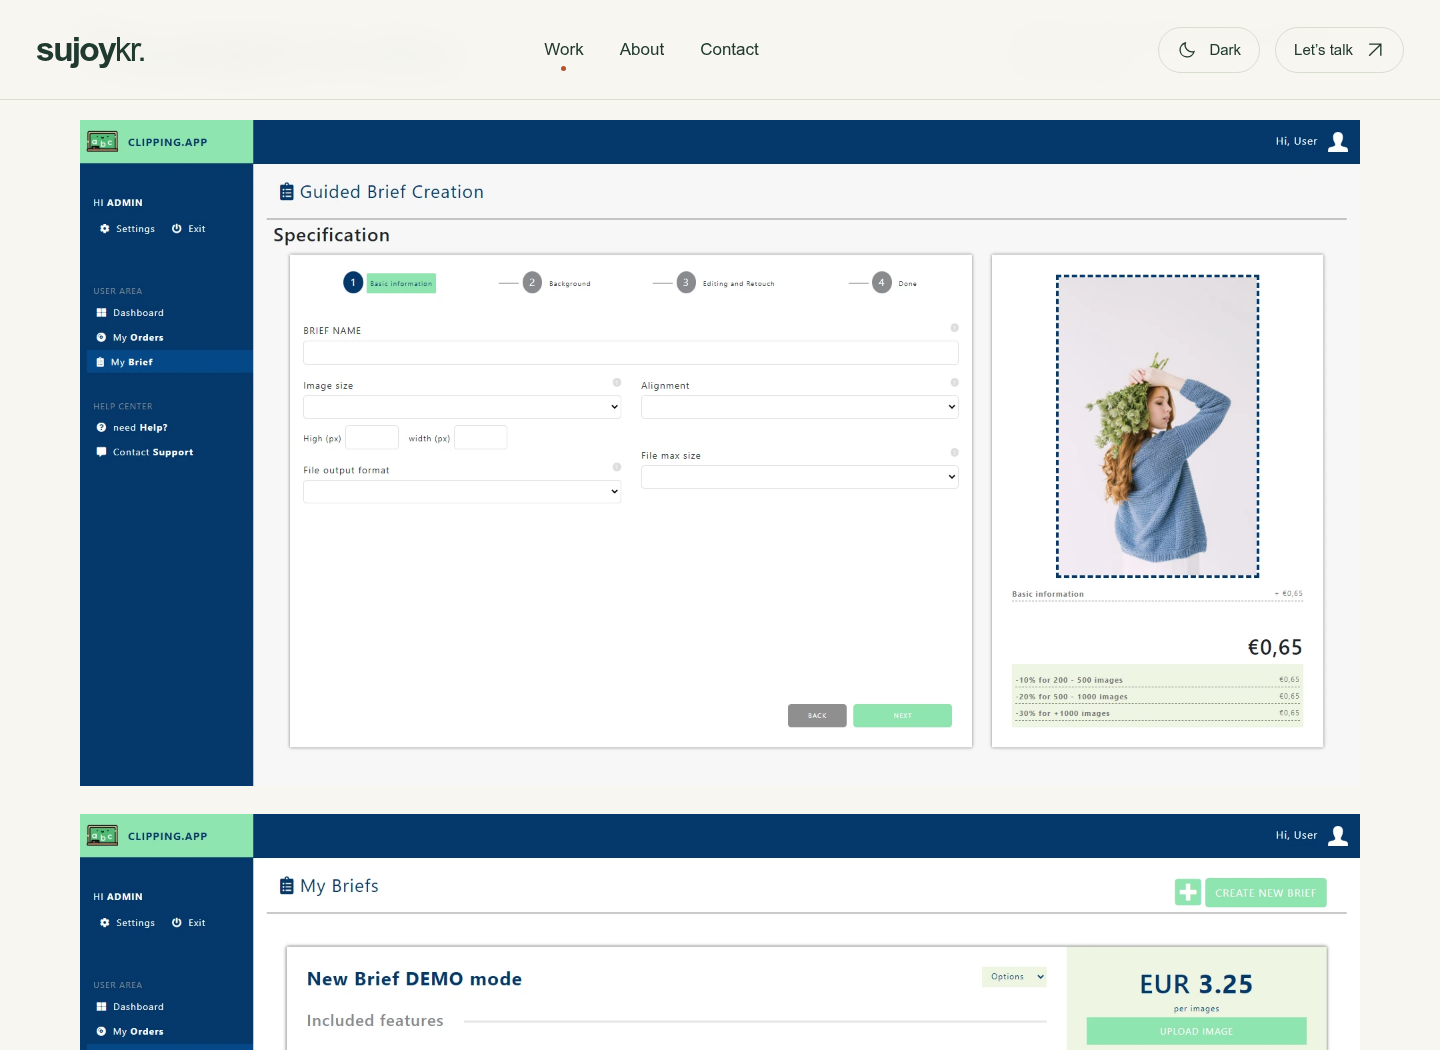 sujoykr.
Work
About
Contact
Dark
Let's talk
abc
CLIPPING.APP
Hi, User
HI ADMIN
Settings
Exit
USER AREA
Dashboard
My Orders
My Brief
HELP CENTER
need Help?
Contact Support
Guided Brief Creation
Specification
1 Basic information
2 Background
3 Editing and Retouch
4 Done
BRIEF NAME
Image size
Alignment
High (px)
width (px)
File max size
File output format
BACK
NEXT
Basic information + €0,65
€0,65
-10% for 200 - 500 images €0,65
-20% for 500 - 1000 images €0,65
-30% for +1000 images €0,65
abc
CLIPPING.APP
Hi, User
HI ADMIN
Settings
Exit
USER AREA
Dashboard
My Orders
My Briefs
CREATE NEW BRIEF
New Brief DEMO mode
Options
Included features
EUR 3.25
per images
UPLOAD IMAGE